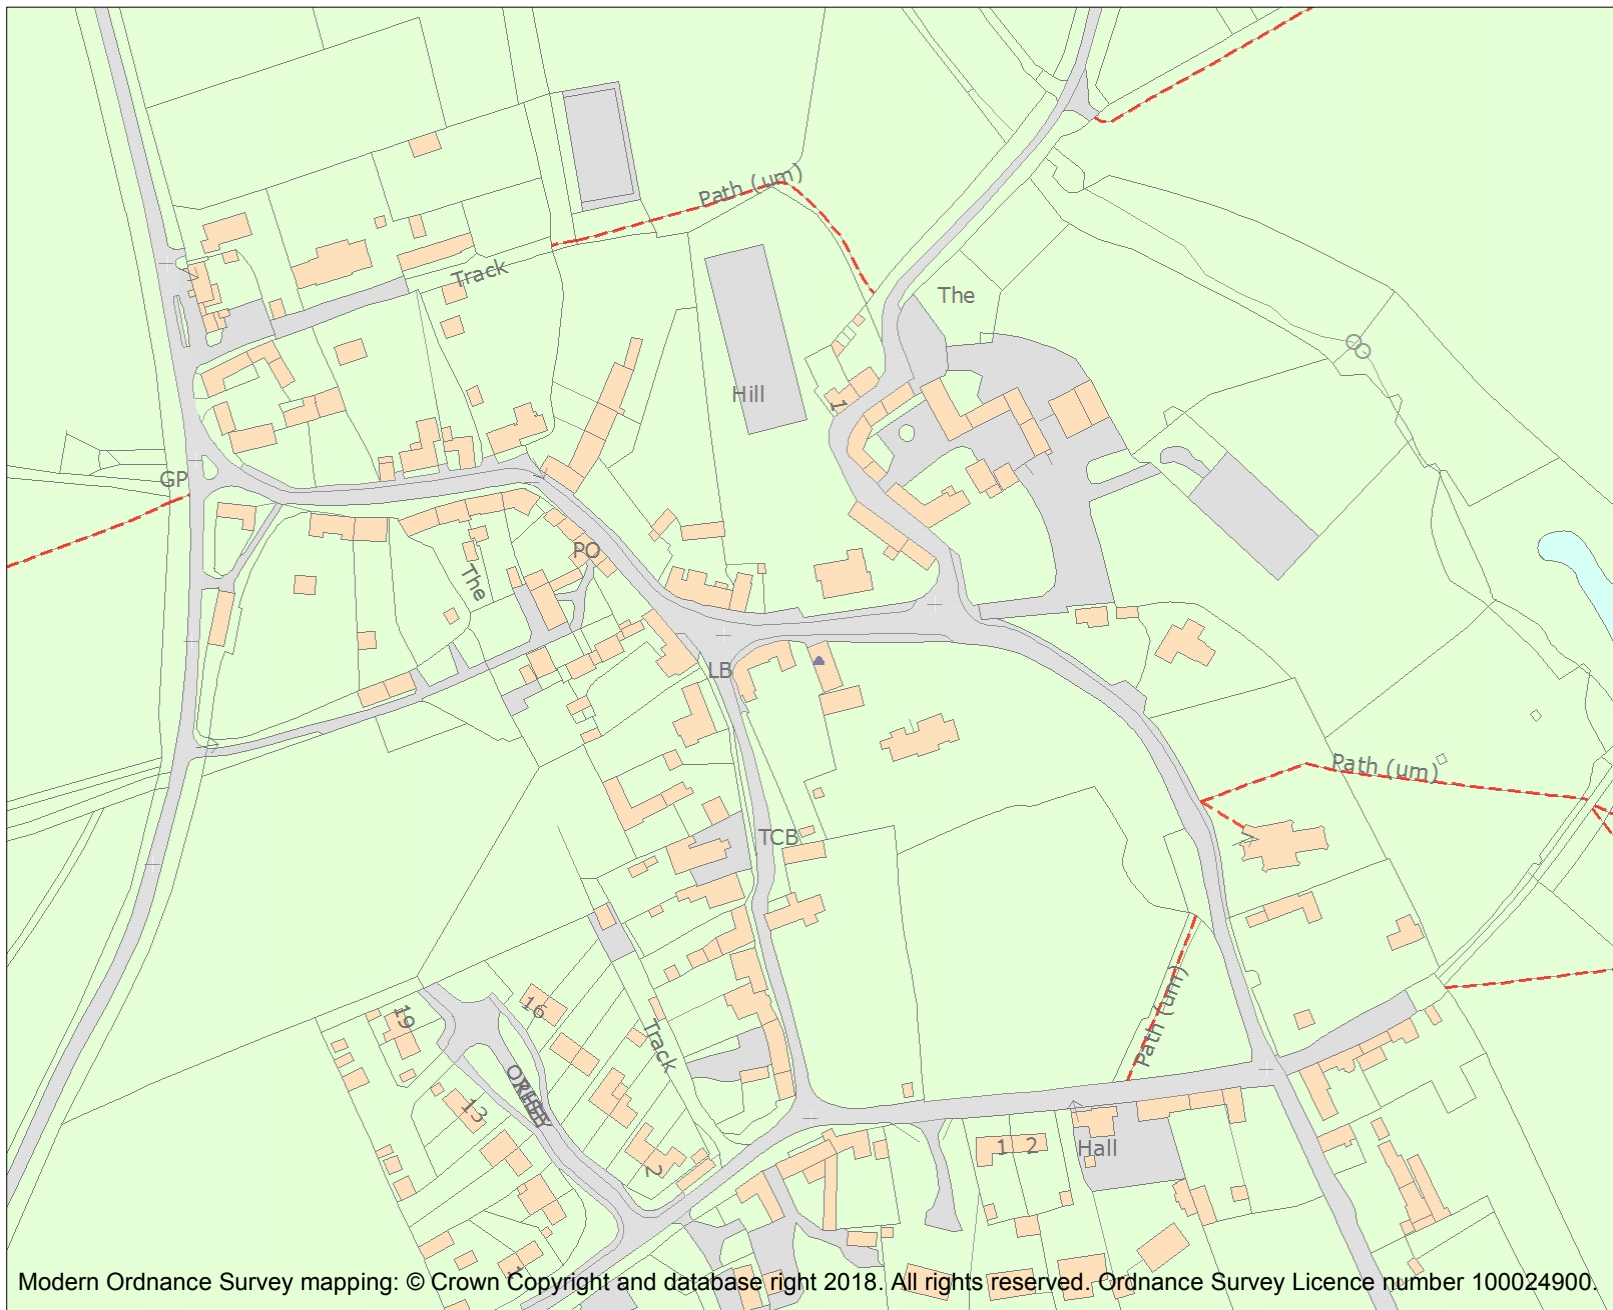 Path (um)
Track
The
Hill
1
GP
PO
The
LB
Path (um)
TCB
19
16
Track
Path (um)
13
2
1 2
Hall
1
Modern Ordnance Survey mapping: © Crown Copyright and database right 2018. All rights reserved. Ordnance Survey Licence number 100024900.